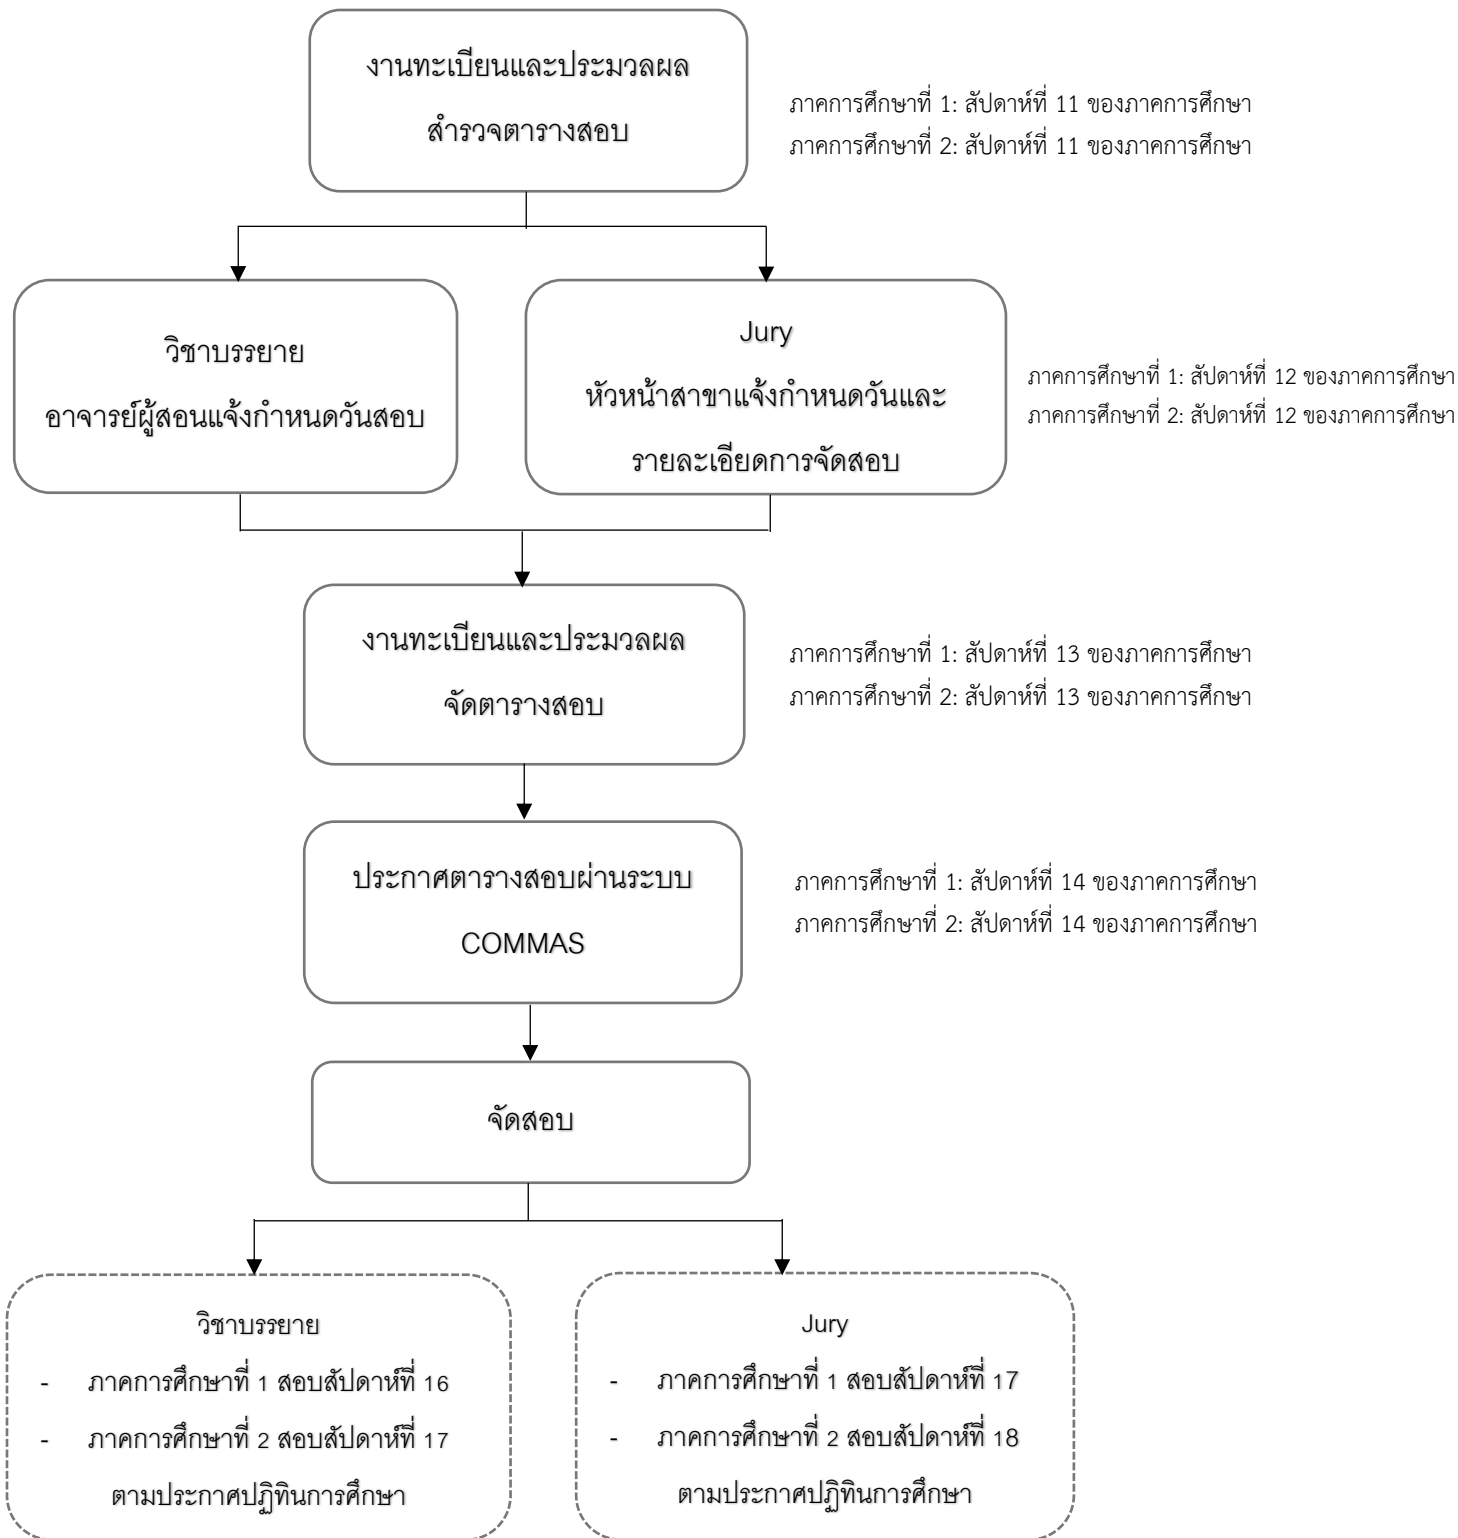 งานทะเบียนและประมวลผล
สำรวจตารางสอบ
ภาคการศึกษาที่ 1: สัปดาห์ที่ 11 ของภาคการศึกษา
ภาคการศึกษาที่ 2: สัปดาห์ที่ 11 ของภาคการศึกษา
วิชาบรรยาย
อาจารย์ผู้สอนแจ้งกำหนดวันสอบ
Jury
หัวหน้าสาขาแจ้งกำหนดวันและ
รายละเอียดการจัดสอบ
ภาคการศึกษาที่ 1: สัปดาห์ที่ 12 ของภาคการศึกษา
ภาคการศึกษาที่ 2: สัปดาห์ที่ 12 ของภาคการศึกษา
งานทะเบียนและประมวลผล
จัดตารางสอบ
ภาคการศึกษาที่ 1: สัปดาห์ที่ 13 ของภาคการศึกษา
ภาคการศึกษาที่ 2: สัปดาห์ที่ 13 ของภาคการศึกษา
ประกาศตารางสอบผ่านระบบ
COMMAS
ภาคการศึกษาที่ 1: สัปดาห์ที่ 14 ของภาคการศึกษา
ภาคการศึกษาที่ 2: สัปดาห์ที่ 14 ของภาคการศึกษา
จัดสอบ
วิชาบรรยาย
- ภาคการศึกษาที่ 1 สอบสัปดาห์ที่ 16
- ภาคการศึกษาที่ 2 สอบสัปดาห์ที่ 17
ตามประกาศปฏิทินการศึกษา
Jury
- ภาคการศึกษาที่ 1 สอบสัปดาห์ที่ 17
- ภาคการศึกษาที่ 2 สอบสัปดาห์ที่ 18
ตามประกาศปฏิทินการศึกษา